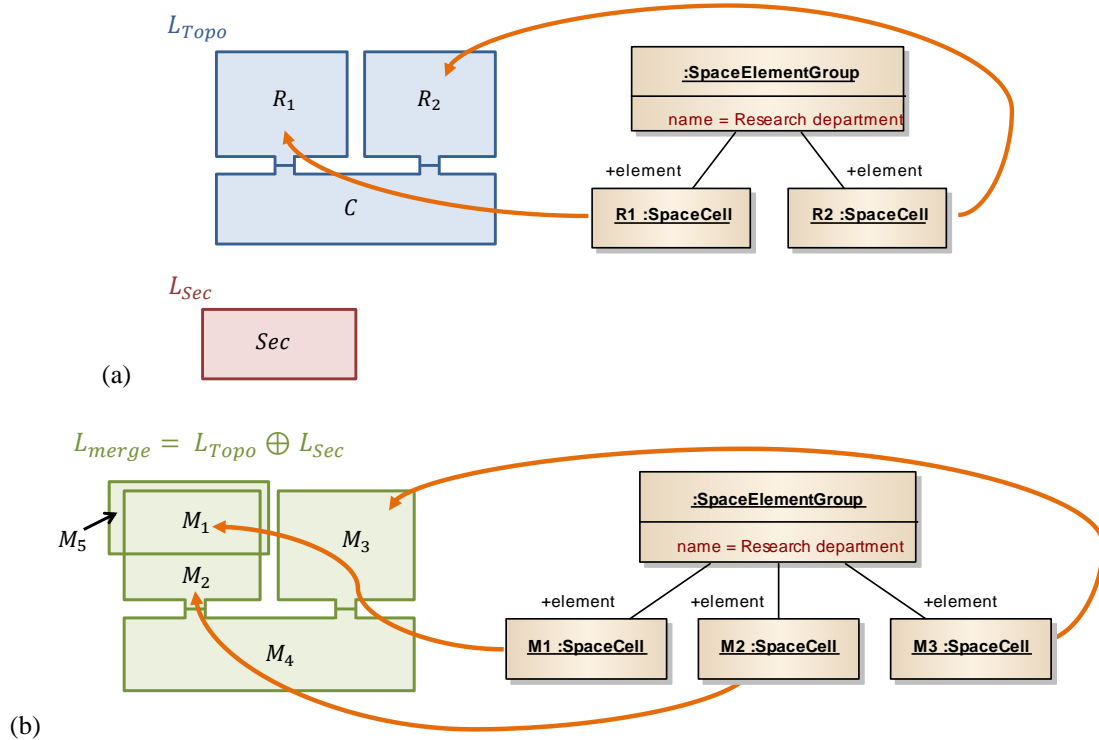 L_Topo
R_1
R_2
C
:SpaceElementGroup
name = Research department
+element
+element
R1 :SpaceCell
R2 :SpaceCell
L_Sec
Sec
(a)
L_merge = L_Topo ⊕ L_Sec
M_1
M_5
M_2
M_3
M_4
:SpaceElementGroup
name = Research department
+element
+element
+element
M1 :SpaceCell
M2 :SpaceCell
M3 :SpaceCell
(b)